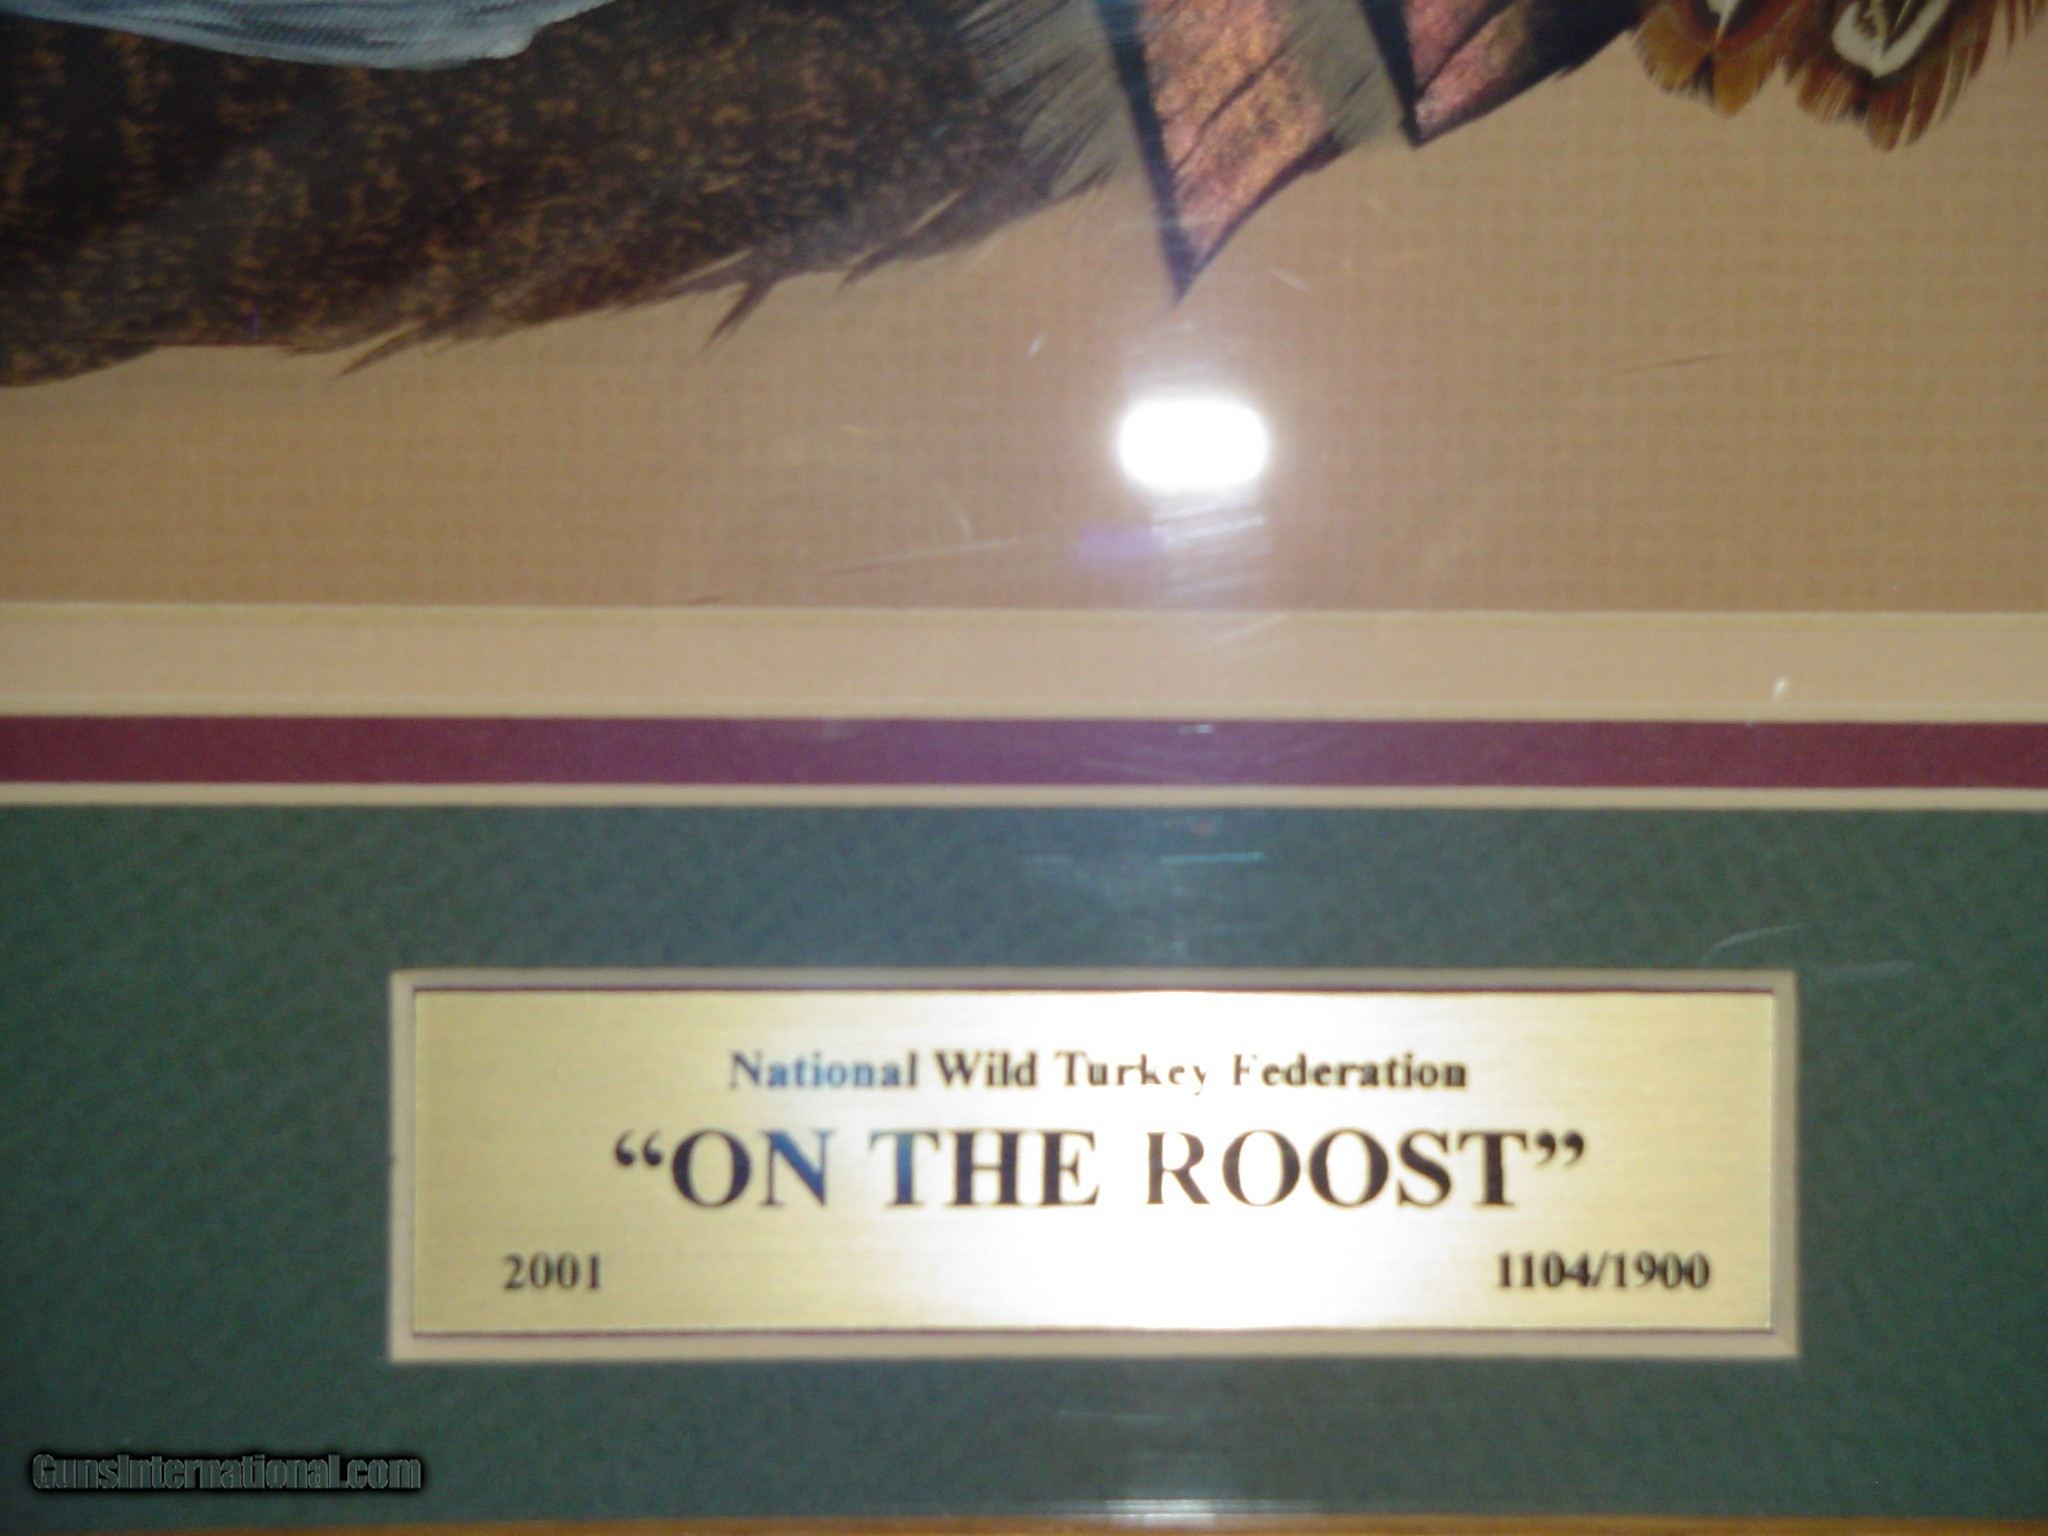 National Wild Turkey Federation
“ON THE ROOST”
2001 1104/1900
GunsInternational.com